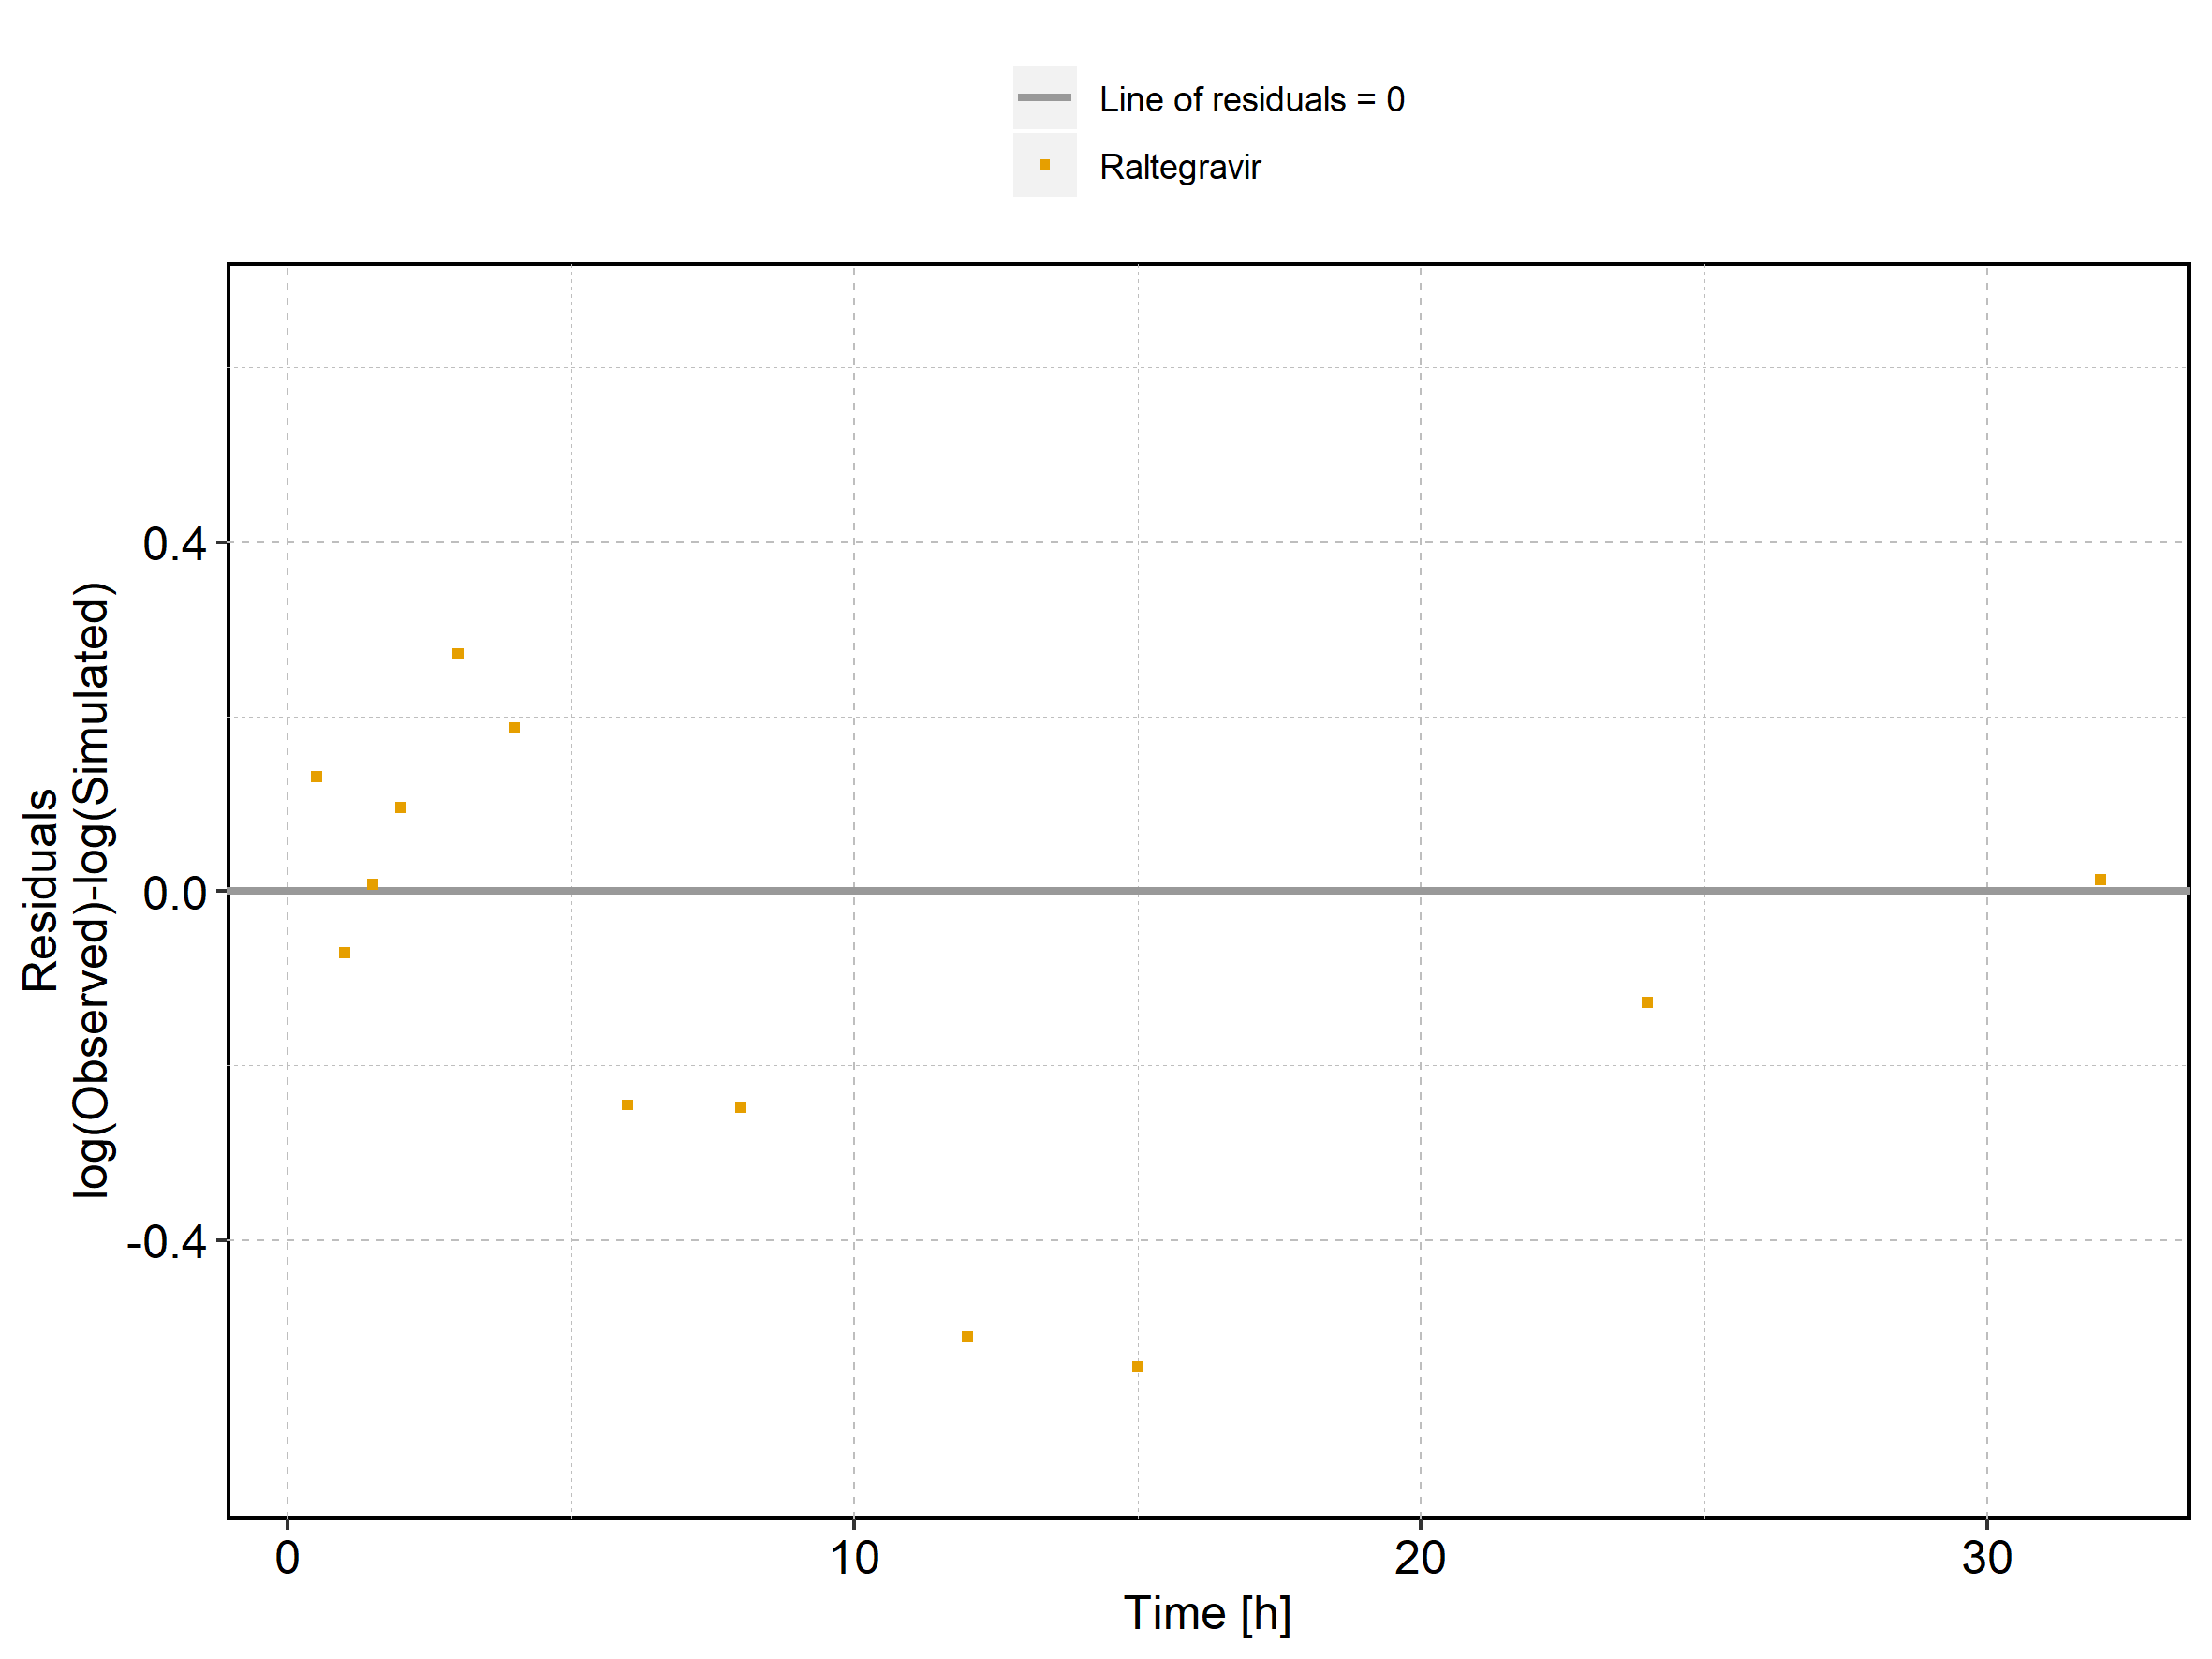 Line of residuals = 0
Raltegravir
Residuals
log(Observed)-log(Simulated)
0.4
0.0
-0.4
0
10
20
30
Time [h]